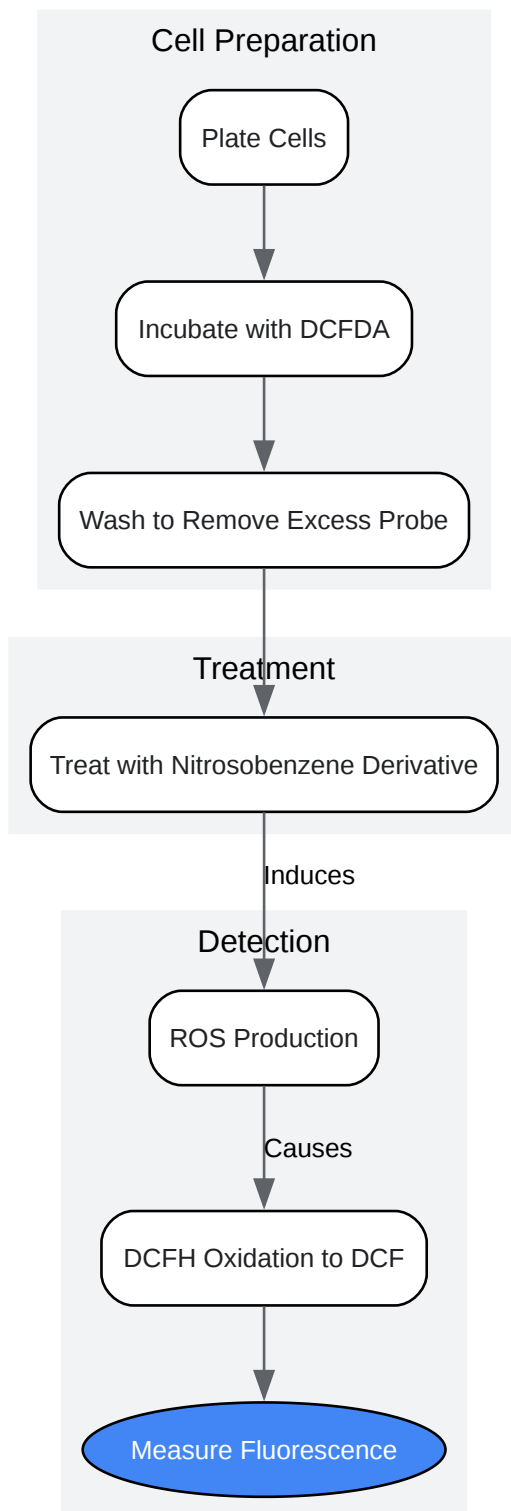 Cell Preparation
Plate Cells
Incubate with DCFDA
Wash to Remove Excess Probe
Treatment
Treat with Nitrosobenzene Derivative
Induces
Detection
ROS Production
Causes
DCFH Oxidation to DCF
Measure Fluorescence